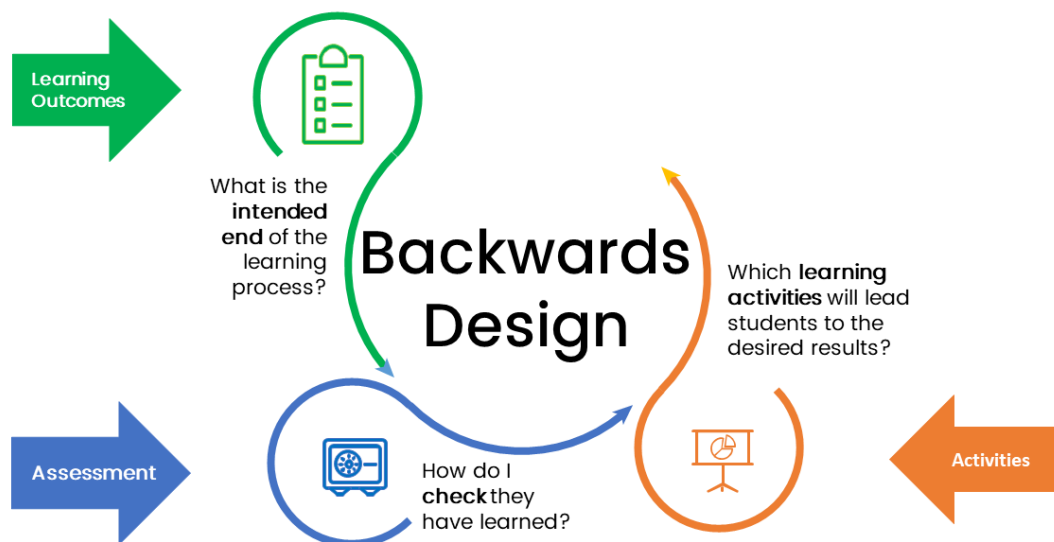 Learning
Outcomes
What is the
intended
end of the
learning
process?
Backwards
Design
Which learning
activities will lead
students to the
desired results?
Assessment
How do I
check they
have learned?
Activities